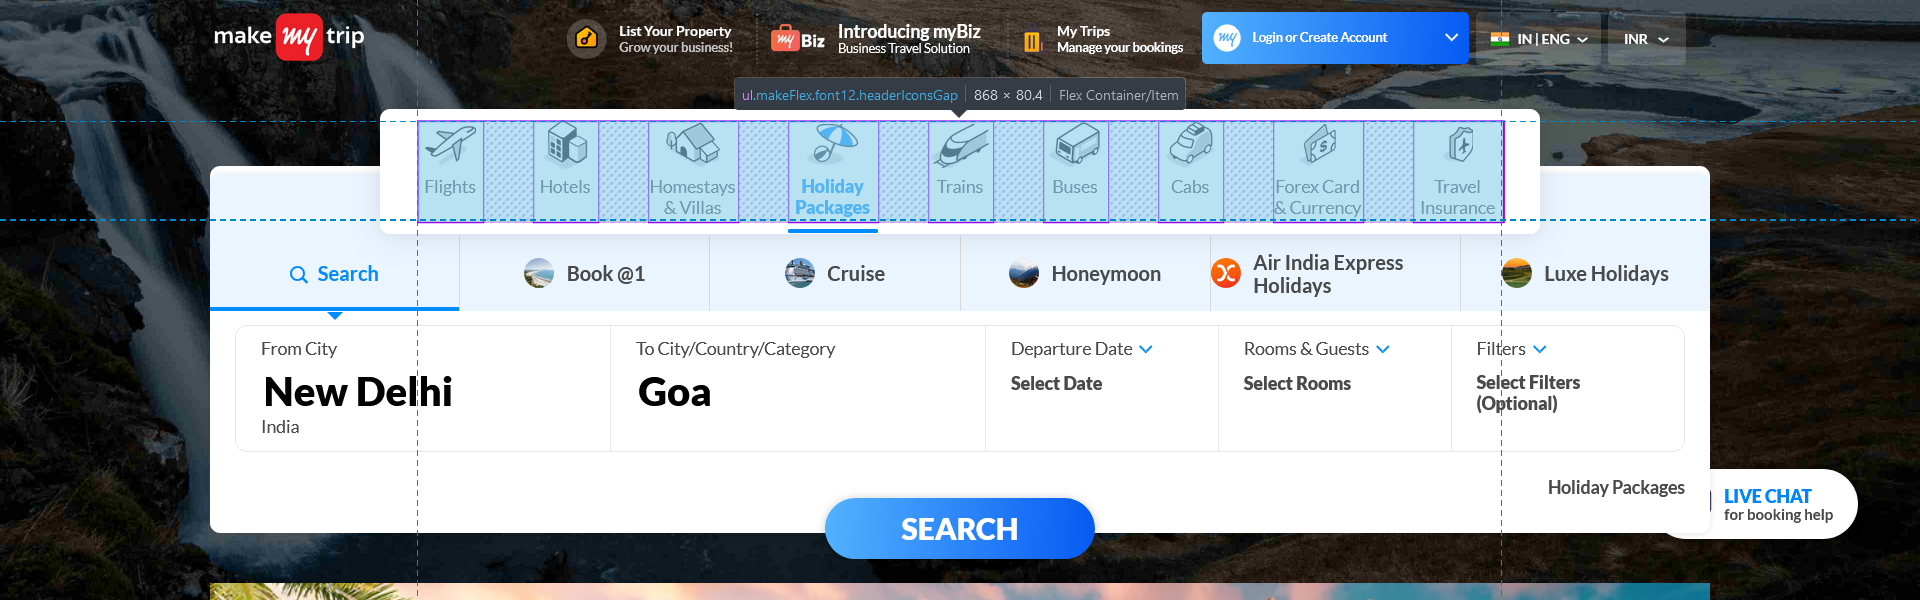 make my trip
List Your Property
Grow your business!
my Biz
Introducing myBiz
Business Travel Solution
My Trips
Manage your bookings
my
Login or Create Account
IN | ENG
INR
ul.makeFlex.font12.headerIconsGap 868 × 80.4 Flex Container/Item
Flights
Hotels
Homestays
& Villas
Holiday
Packages
Trains
Buses
Cabs
Forex Card
& Currency
Travel
Insurance
Search
Book @1
Cruise
Honeymoon
Air India Express
Holidays
Luxe Holidays
From City
New Delhi
India
To City/Country/Category
Goa
Departure Date
Select Date
Rooms & Guests
Select Rooms
Filters
Select Filters
(Optional)
Holiday Packages
SEARCH
LIVE CHAT
for booking help